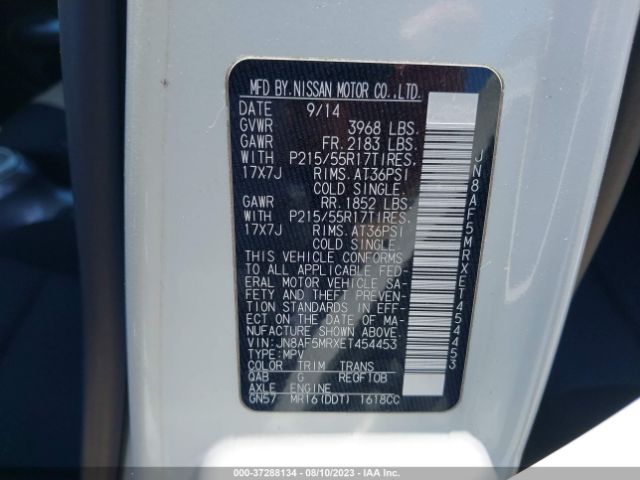 MFD BY.NISSAN MOTOR CO.,LTD.
DATE 9/14
GVWR 3968 LBS.
GAWR FR.2183 LBS.
WITH P215/55R17TIRES.
17X7J RIMS.AT36PSI
COLD SINGLE.
GAWR RR.1852 LBS.
WITH P215/55R17TIRES.
17X7J RIMS.AT36PSI
COLD SINGLE.
THIS VEHICLE CONFORMS
TO ALL APPLICABLE FED-
ERAL MOTOR VEHICLE SA-
FETY AND THEFT PREVEN-
TION STANDARDS IN EFF-
ECT ON THE DATE OF MA-
NUFACTURE SHOWN ABOVE.
VIN:JN8AF5MRXET454453
TYPE:MPV
COLOR TRIM TRANS
QAB G RE0F10B
AXLE ENGINE
GN57 MR16(DDT) 1618CC
JN8AF5MRXET454453
000-37288134 - 08/10/2023 - IAA Inc.